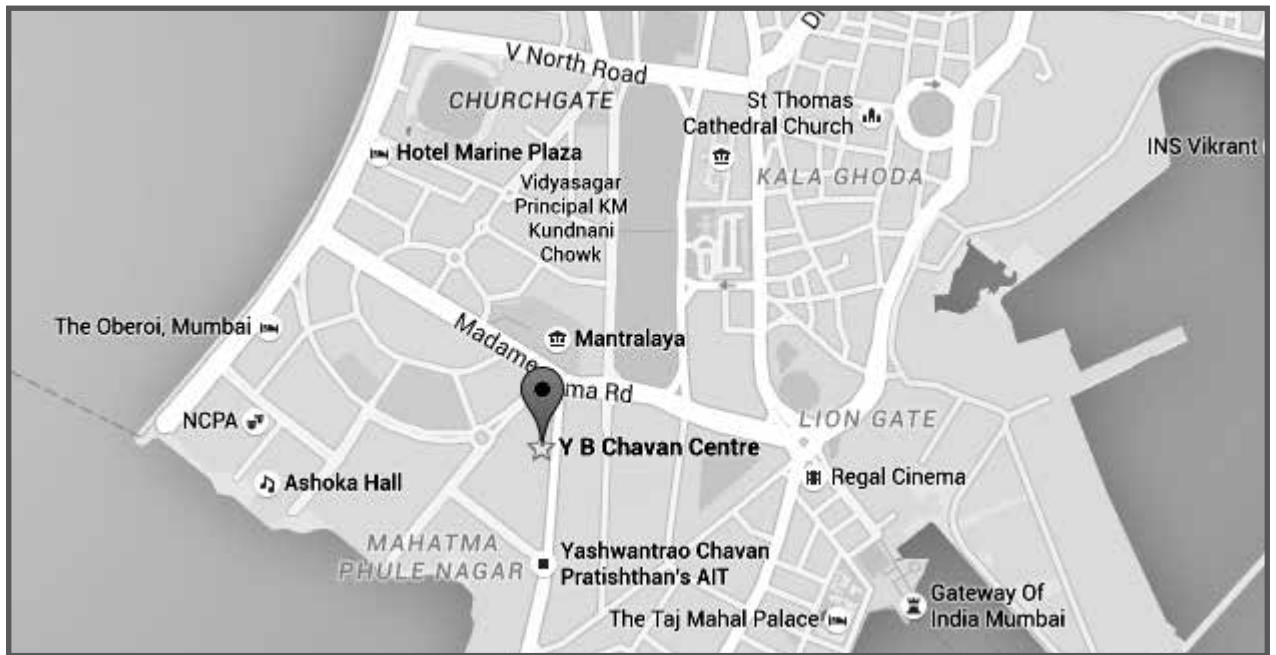 V North Road
CHURCHGATE
St Thomas
Cathedral Church
INS Vikrant
Hotel Marine Plaza
KALA GHODA
Vidyasagar
Principal KM
Kundnani
Chowk
The Oberoi, Mumbai
Mantralaya
Madame ma Rd
NCPA
LION GATE
Y B Chavan Centre
Ashoka Hall
Regal Cinema
MAHATMA
PHULE NAGAR
Yashwantrao Chavan
Pratishthan's AIT
The Taj Mahal Palace
Gateway Of
India Mumbai